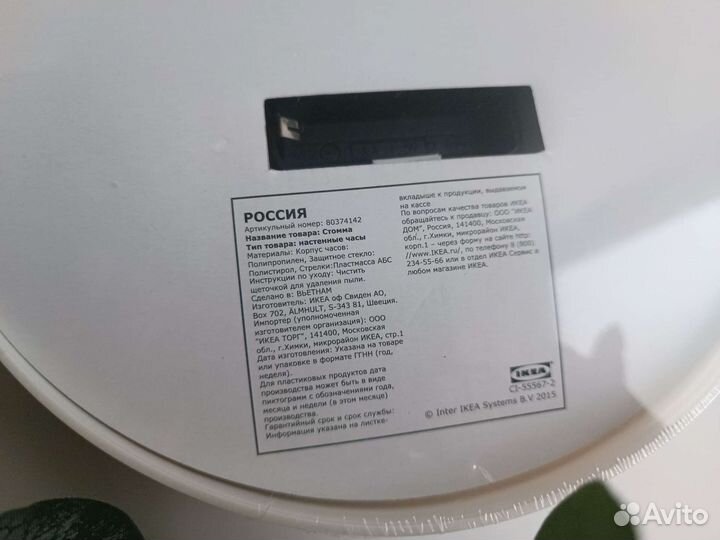 РОССИЯ
Артикульный номер: 80374142
Название товара: Стомма
Тип товара: настенные часы
Материалы: Корпус часов:
Полипропилен, Защитное стекло:
Полистирол, Стрелки:Пластмасса АБС
Инструкции по уходу: Чистить
щеточкой для удаления пыли.
Сделано в: ВЬЕТНАМ
Изготовитель: ИКЕА оф Свиден АО,
Box 702, ÄLMHULT, S-343 81, Швеция.
Импортер (уполномоченная
изготовителем организация): ООО
"ИКЕА ТОРГ", 141400, Московская
обл., г.Химки, микрорайон ИКЕА, стр.1
Дата изготовления: Указана на товаре
или упаковке в формате ГГНН (год,
неделя).
Для пластиковых продуктов дата
производства может быть в виде
пиктограмм с обозначениями года,
месяца и недели (в этом месяце)
производства.
Гарантийный срок и срок службы:
Информация указана на листке-
вкладыше к продукции, выдаваемом
на кассе
По вопросам качества товаров ИКЕА
обращайтесь к продавцу: ООО "ИКЕА
ДОМ", Россия, 141400, Московская
обл., г.Химки, микрорайон ИКЕА,
корп.1 – через форму на сайте http:
//www.IKEA.ru/, по телефону 8 (800)
234-55-66 или в отдел ИКЕА Сервис в
любом магазине ИКЕА.
IKEA
CI-55567-2
© Inter IKEA Systems B.V 2015
Avito